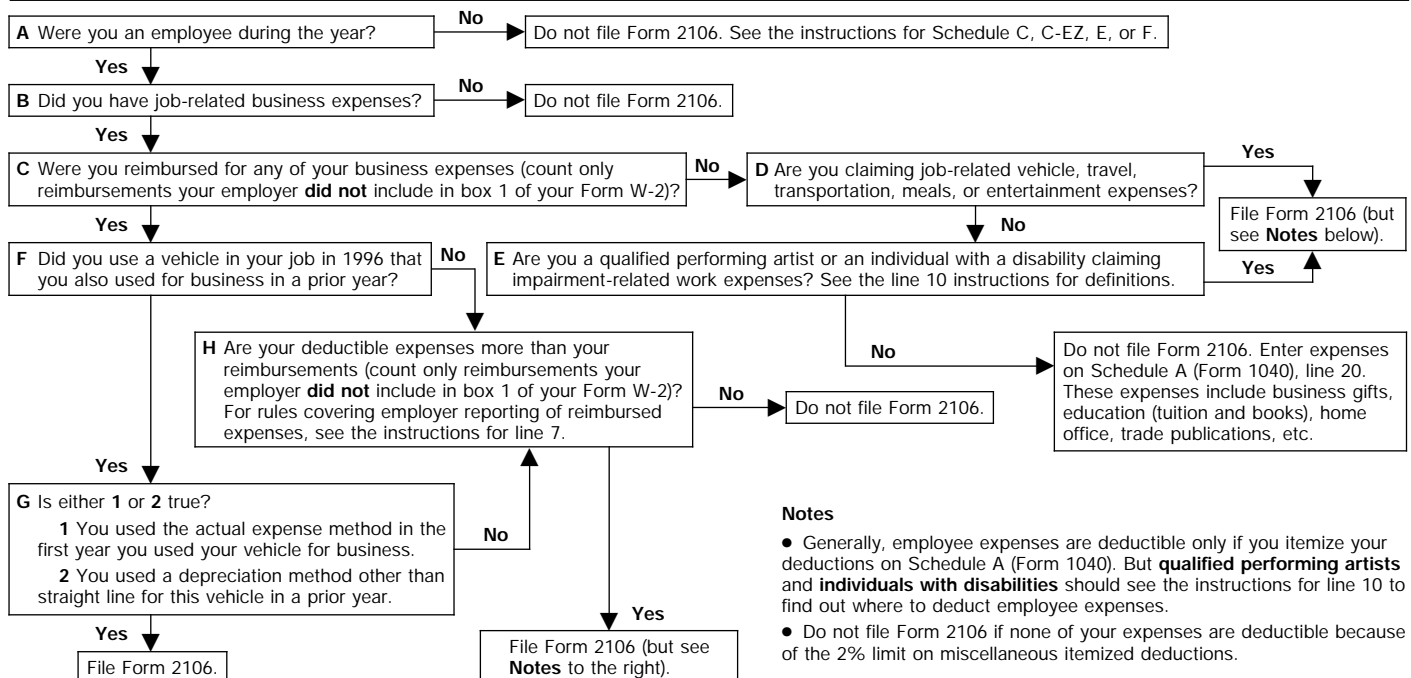 A Were you an employee during the year?
No
Do not file Form 2106. See the instructions for Schedule C, C-EZ, E, or F.
Yes
B Did you have job-related business expenses?
No
Do not file Form 2106.
Yes
C Were you reimbursed for any of your business expenses (count only
reimbursements your employer did not include in box 1 of your Form W-2)?
No
D Are you claiming job-related vehicle, travel,
transportation, meals, or entertainment expenses?
Yes
File Form 2106 (but
see Notes below).
Yes
No
F Did you use a vehicle in your job in 1996 that
you also used for business in a prior year?
No
E Are you a qualified performing artist or an individual with a disability claiming
impairment-related work expenses? See the line 10 instructions for definitions.
Yes
H Are your deductible expenses more than your
reimbursements (count only reimbursements your
employer did not include in box 1 of your Form W-2)?
For rules covering employer reporting of reimbursed
expenses, see the instructions for line 7.
No
Do not file Form 2106.
No
Do not file Form 2106. Enter expenses
on Schedule A (Form 1040), line 20.
These expenses include business gifts,
education (tuition and books), home
office, trade publications, etc.
Yes
G Is either 1 or 2 true?
1 You used the actual expense method in the
first year you used your vehicle for business.
2 You used a depreciation method other than
straight line for this vehicle in a prior year.
No
Yes
File Form 2106.
Yes
File Form 2106 (but see
Notes to the right).
Notes
● Generally, employee expenses are deductible only if you itemize your
deductions on Schedule A (Form 1040). But qualified performing artists
and individuals with disabilities should see the instructions for line 10 to
find out where to deduct employee expenses.
● Do not file Form 2106 if none of your expenses are deductible because
of the 2% limit on miscellaneous itemized deductions.